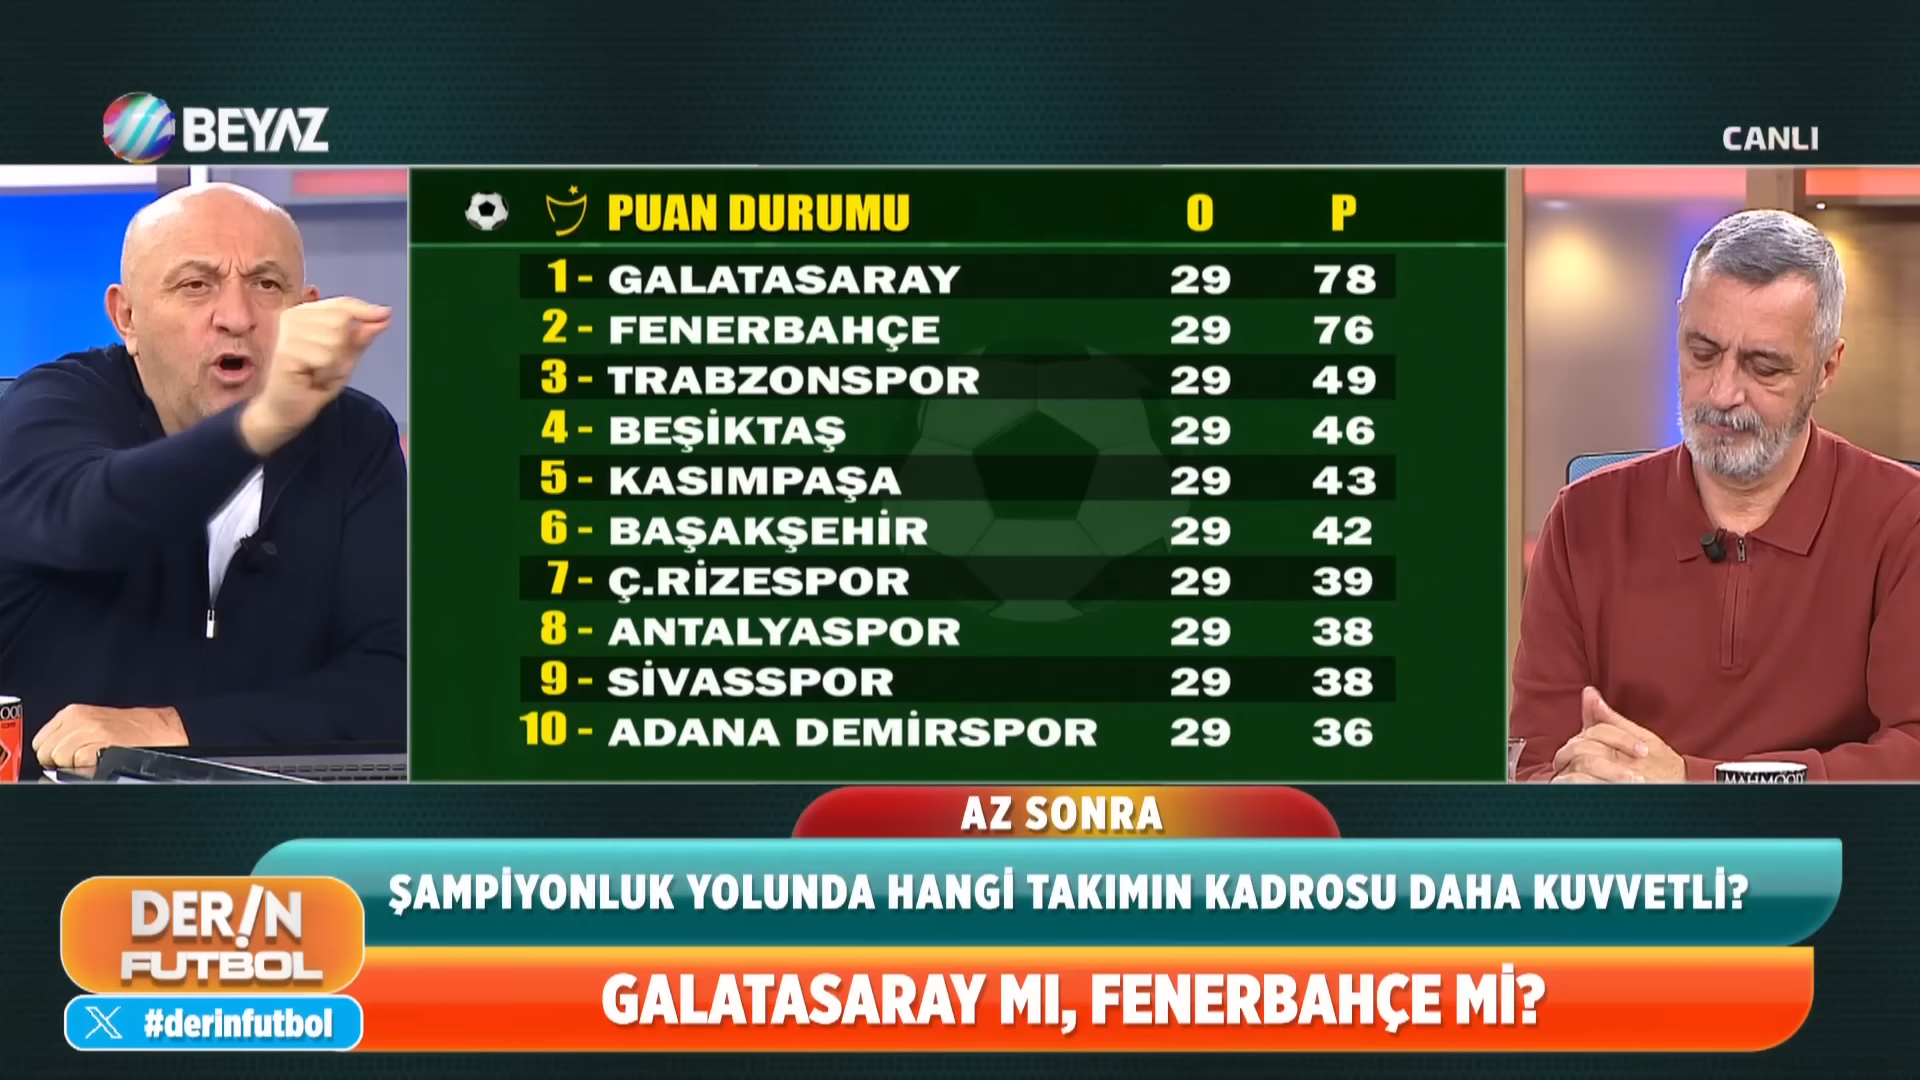 BEYAZ
CANLI
PUAN DURUMU O P
1 - GALATASARAY 29 78
2 - FENERBAHÇE 29 76
3 - TRABZONSPOR 29 49
4 - BEŞİKTAŞ 29 46
5 - KASIMPAŞA 29 43
6 - BAŞAKŞEHİR 29 42
7 - Ç.RİZESPOR 29 39
8 - ANTALYASPOR 29 38
9 - SİVASSPOR 29 38
10 - ADANA DEMİRSPOR 29 36
MAHMOOD
AZ SONRA
ŞAMPİYONLUK YOLUNDA HANGİ TAKIMIN KADROSU DAHA KUVVETLİ?
DERİN
FUTBOL
GALATASARAY MI, FENERBAHÇE Mİ?
X #derinfutbol